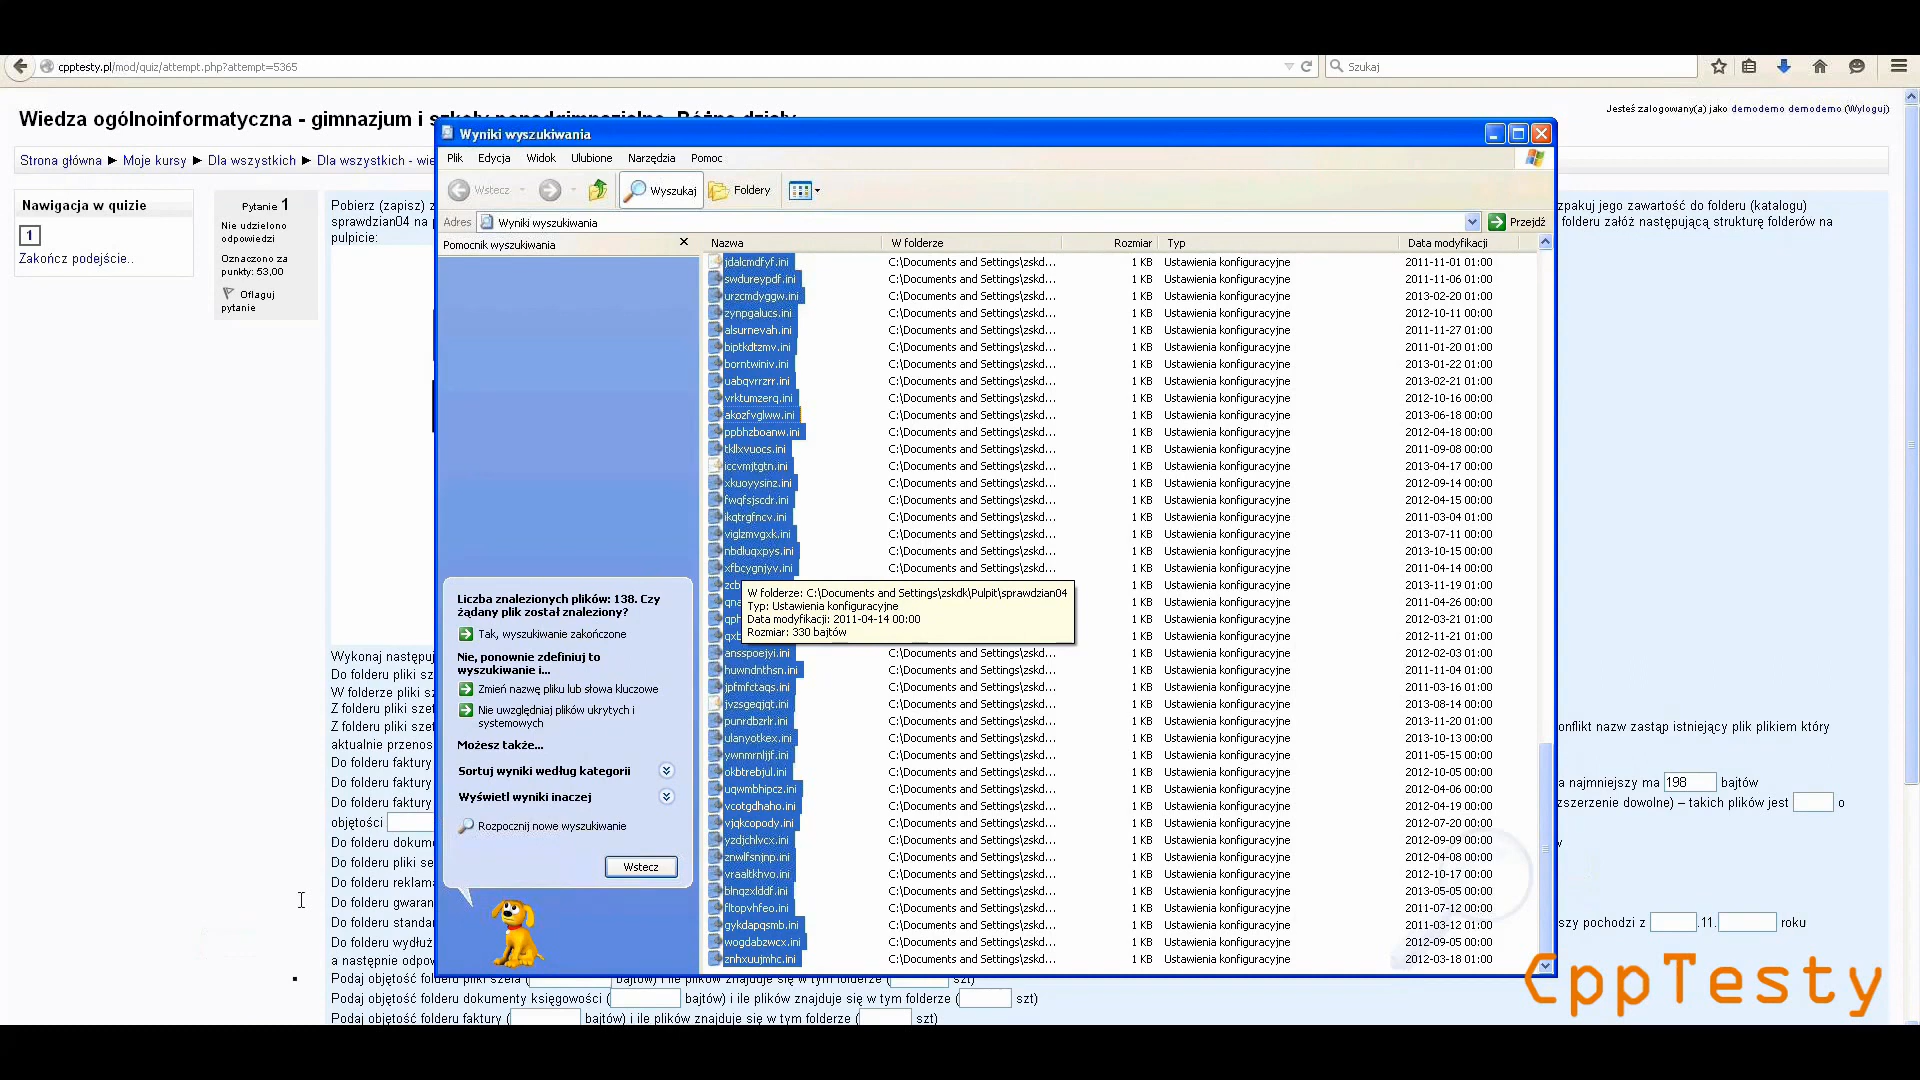 cpptesty.pl/mod/quiz/attempt.php?attempt=5365
Szukaj
Jesteś zalogowany(a) jako demodemo demodemo (Wyloguj)
Wiedza ogólnoinformatyczna - gimnazjum i szkoły ponadgimnazjalne. Różne działy
Strona główna ► Moje kursy ► Dla wszystkich ► Dla wszystkich - wie
Nawigacja w quizie
1
Zakończ podejście..
Pytanie 1
Nie udzielono
odpowiedzi
Oznaczono za
punkty: 53,00
Oflaguj
pytanie
Pobierz (zapisz) z
sprawdzian04 na p
pulpicie:
zpakuj jego zawartość do folderu (katalogu)
folderu załóż następującą strukturę folderów na
Wyniki wyszukiwania
Plik Edycja Widok Ulubione Narzędzia Pomoc
Wstecz Wyszukaj Foldery
Adres Wyniki wyszukiwania Przejdź
Pomocnik wyszukiwania
Nazwa W folderze Rozmiar Typ Data modyfikacji
jdalcmdfyf.ini C:\Documents and Settings\zskd... 1 KB Ustawienia konfiguracyjne 2011-11-01 01:00
swdureypdf.ini C:\Documents and Settings\zskd... 1 KB Ustawienia konfiguracyjne 2011-11-06 01:00
urzcmdyggw.ini C:\Documents and Settings\zskd... 1 KB Ustawienia konfiguracyjne 2013-02-20 01:00
zynpgalucs.ini C:\Documents and Settings\zskd... 1 KB Ustawienia konfiguracyjne 2012-10-11 00:00
alsurnevah.ini C:\Documents and Settings\zskd... 1 KB Ustawienia konfiguracyjne 2011-11-27 01:00
biptkdtzmv.ini C:\Documents and Settings\zskd... 1 KB Ustawienia konfiguracyjne 2011-01-20 01:00
borntwiniv.ini C:\Documents and Settings\zskd... 1 KB Ustawienia konfiguracyjne 2013-01-22 01:00
uabqvrrzrr.ini C:\Documents and Settings\zskd... 1 KB Ustawienia konfiguracyjne 2013-02-21 01:00
vrktumzerq.ini C:\Documents and Settings\zskd... 1 KB Ustawienia konfiguracyjne 2012-10-16 00:00
akozfvglww.ini C:\Documents and Settings\zskd... 1 KB Ustawienia konfiguracyjne 2013-06-18 00:00
ppbhzboanw.ini C:\Documents and Settings\zskd... 1 KB Ustawienia konfiguracyjne 2012-04-18 00:00
tkllxvuocs.ini C:\Documents and Settings\zskd... 1 KB Ustawienia konfiguracyjne 2011-09-08 00:00
iccvmjtgtn.ini C:\Documents and Settings\zskd... 1 KB Ustawienia konfiguracyjne 2013-04-17 00:00
xkuoyysinz.ini C:\Documents and Settings\zskd... 1 KB Ustawienia konfiguracyjne 2012-09-14 00:00
fwqfsjscdr.ini C:\Documents and Settings\zskd... 1 KB Ustawienia konfiguracyjne 2012-04-15 00:00
ikqtrgfncv.ini C:\Documents and Settings\zskd... 1 KB Ustawienia konfiguracyjne 2011-03-04 01:00
viglzmvgxk.ini C:\Documents and Settings\zskd... 1 KB Ustawienia konfiguracyjne 2013-07-11 00:00
nbdluqxpys.ini C:\Documents and Settings\zskd... 1 KB Ustawienia konfiguracyjne 2013-10-15 00:00
xfbcygnjyv.ini C:\Documents and Settings\zskd... 1 KB Ustawienia konfiguracyjne 2011-04-14 00:00
zcb 2013-11-19 01:00
W folderze: C:\Documents and Settings\zskdk\Pulpit\sprawdzian04
Typ: Ustawienia konfiguracyjne
Data modyfikacji: 2011-04-14 00:00
Rozmiar: 330 bajtów
qna 1 KB Ustawienia konfiguracyjne 2011-04-26 00:00
qph 1 KB Ustawienia konfiguracyjne 2012-06-03 00:00
qxb 1 KB Ustawienia konfiguracyjne 2012-11-21 01:00
ansspoejyi.ini C:\Documents and Settings\zskd... 1 KB Ustawienia konfiguracyjne 2012-02-03 01:00
huwndnthsn.ini C:\Documents and Settings\zskd... 1 KB Ustawienia konfiguracyjne 2011-11-04 01:00
jpfmfctaqs.ini C:\Documents and Settings\zskd... 1 KB Ustawienia konfiguracyjne 2011-03-16 01:00
jvzsgeqjqt.ini C:\Documents and Settings\zskd... 1 KB Ustawienia konfiguracyjne 2013-08-14 00:00
punrdbzrlr.ini C:\Documents and Settings\zskd... 1 KB Ustawienia konfiguracyjne 2013-11-20 01:00
ulanyotkex.ini C:\Documents and Settings\zskd... 1 KB Ustawienia konfiguracyjne 2013-10-13 00:00
ywnmrnljjf.ini C:\Documents and Settings\zskd... 1 KB Ustawienia konfiguracyjne 2011-05-15 00:00
okbtrebjul.ini C:\Documents and Settings\zskd... 1 KB Ustawienia konfiguracyjne 2012-10-05 00:00
uqwmbhipcz.ini C:\Documents and Settings\zskd... 1 KB Ustawienia konfiguracyjne 2012-04-06 00:00
vcotgdhaho.ini C:\Documents and Settings\zskd... 1 KB Ustawienia konfiguracyjne 2012-04-19 00:00
vjqkcopody.ini C:\Documents and Settings\zskd... 1 KB Ustawienia konfiguracyjne 2012-07-20 00:00
yzdjchlvcx.ini C:\Documents and Settings\zskd... 1 KB Ustawienia konfiguracyjne 2012-09-09 00:00
znwlfsnjnp.ini C:\Documents and Settings\zskd... 1 KB Ustawienia konfiguracyjne 2012-04-08 00:00
vraaltkhvo.ini C:\Documents and Settings\zskd... 1 KB Ustawienia konfiguracyjne 2012-10-17 00:00
blnqzxlddf.ini C:\Documents and Settings\zskd... 1 KB Ustawienia konfiguracyjne 2013-05-05 00:00
fltopvhfeo.ini C:\Documents and Settings\zskd... 1 KB Ustawienia konfiguracyjne 2011-07-12 00:00
gykdapqsmb.ini C:\Documents and Settings\zskd... 1 KB Ustawienia konfiguracyjne 2011-03-12 01:00
wogdabzwcx.ini C:\Documents and Settings\zskd... 1 KB Ustawienia konfiguracyjne 2012-09-05 00:00
znhxuujmhc.ini C:\Documents and Settings\zskd... 1 KB Ustawienia konfiguracyjne 2012-03-18 01:00
Liczba znalezionych plików: 138. Czy
żądany plik został znaleziony?
Tak, wyszukiwanie zakończone
Nie, ponownie zdefiniuj to
wyszukiwanie i...
Zmień nazwę pliku lub słowa kluczowe
Nie uwzględniaj plików ukrytych i
systemowych
Możesz także...
Sortuj wyniki według kategorii
Wyświetl wyniki inaczej
Rozpocznij nowe wyszukiwanie
Wstecz
Wykonaj następuj
Do folderu pliki sz
W folderze pliki sz
Z folderu pliki szet
Z folderu pliki szet
onflikt nazw zastąp istniejący plik plikiem który
aktualnie przenos
Do folderu faktury
Do folderu faktury
a najmniejszy ma 198 bajtów
Do folderu faktury
zszerzenie dowolne) – takich plików jest o
objętości
Do folderu dokume
Do folderu pliki se
Do folderu reklama
Do folderu gwaran
Do folderu standar
szy pochodzi z .11. roku
Do folderu wydłuż
a następnie odpow
Podaj objętość folderu pliki szefa ( bajtów) i ile plików znajduje się w tym folderze ( szt)
Podaj objętość folderu dokumenty księgowości ( bajtów) i ile plików znajduje się w tym folderze ( szt)
Podaj objętość folderu faktury ( bajtów) i ile plików znajduje się w tym folderze ( szt)
CppTesty